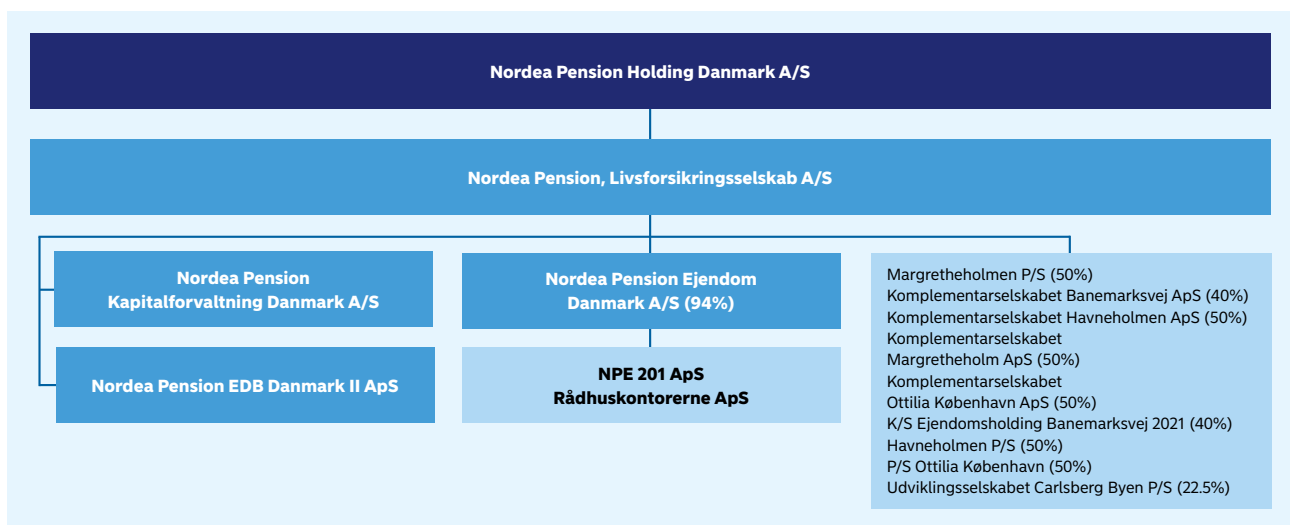 Nordea Pension Holding Danmark A/S
Nordea Pension, Livsforsikringsselskab A/S
Nordea Pension
Kapitalforvaltning Danmark A/S
Nordea Pension EDB Danmark II ApS
Nordea Pension Ejendom
Danmark A/S (94%)
NPE 201 ApS
Rådhuskontorerne ApS
Margretheholmen P/S (50%)
Komplementarselskabet Banemarksvej ApS (40%)
Komplementarselskabet Havneholmen ApS (50%)
Komplementarselskabet
Margretheholm ApS (50%)
Komplementarselskabet
Ottilia København ApS (50%)
K/S Ejendomsholding Banemarksvej 2021 (40%)
Havneholmen P/S (50%)
P/S Ottilia København (50%)
Udviklingsselskabet Carlsberg Byen P/S (22.5%)